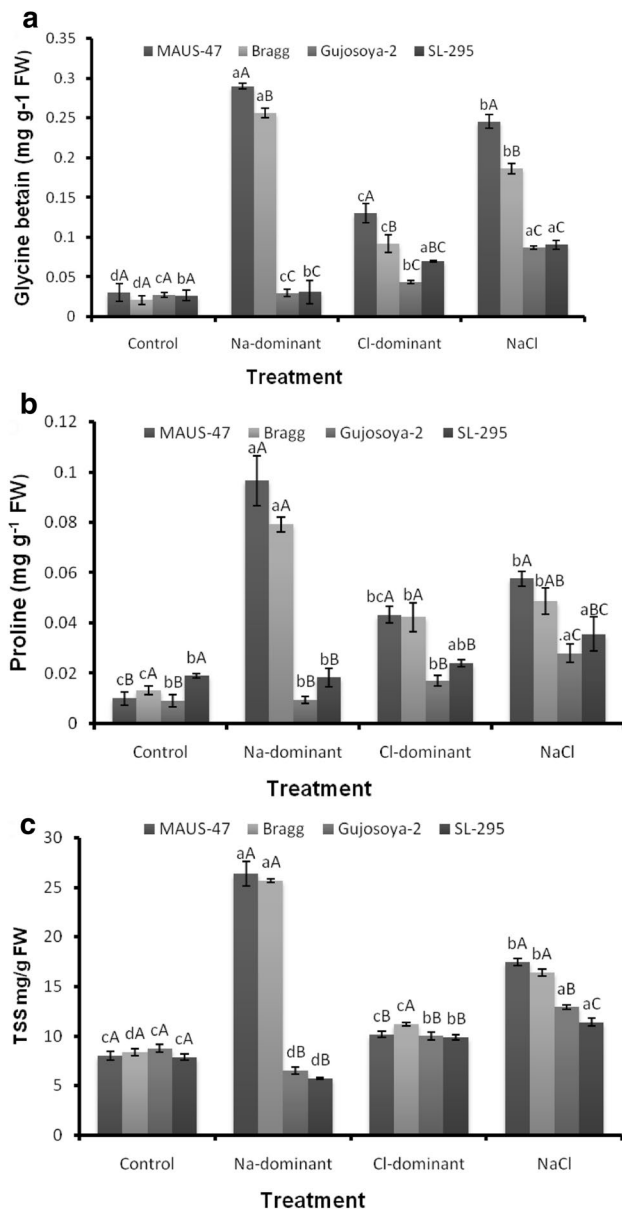 a
MAUS-47 Bragg Gujosoya-2 SL-295
0.35
0.3
0.25
0.2
0.15
0.1
0.05
0
Glycine betain (mg g-1 FW)
dA dA cA bA
aA aB cC bC
cA cB bC aBC
bA bB aC aC
Control Na-dominant Cl-dominant NaCl
Treatment
b
MAUS-47 Bragg Gujosoya-2 SL-295
0.12
0.1
0.08
0.06
0.04
0.02
0
Proline (mg g-1 FW)
cB cA bB bA
aA aA bB bB
bcA bA bB abB
bA bAB .aC aBC
Control Na-dominant Cl-dominant NaCl
Treatment
c
MAUS-47 Bragg Gujosoya-2 SL-295
30
25
20
15
10
5
0
TSS mg/g FW
cA dA cA cA
aA aA dB dB
cB cA bB bB
bA bA aB aC
Control Na-dominant Cl-dominant NaCl
Treatment